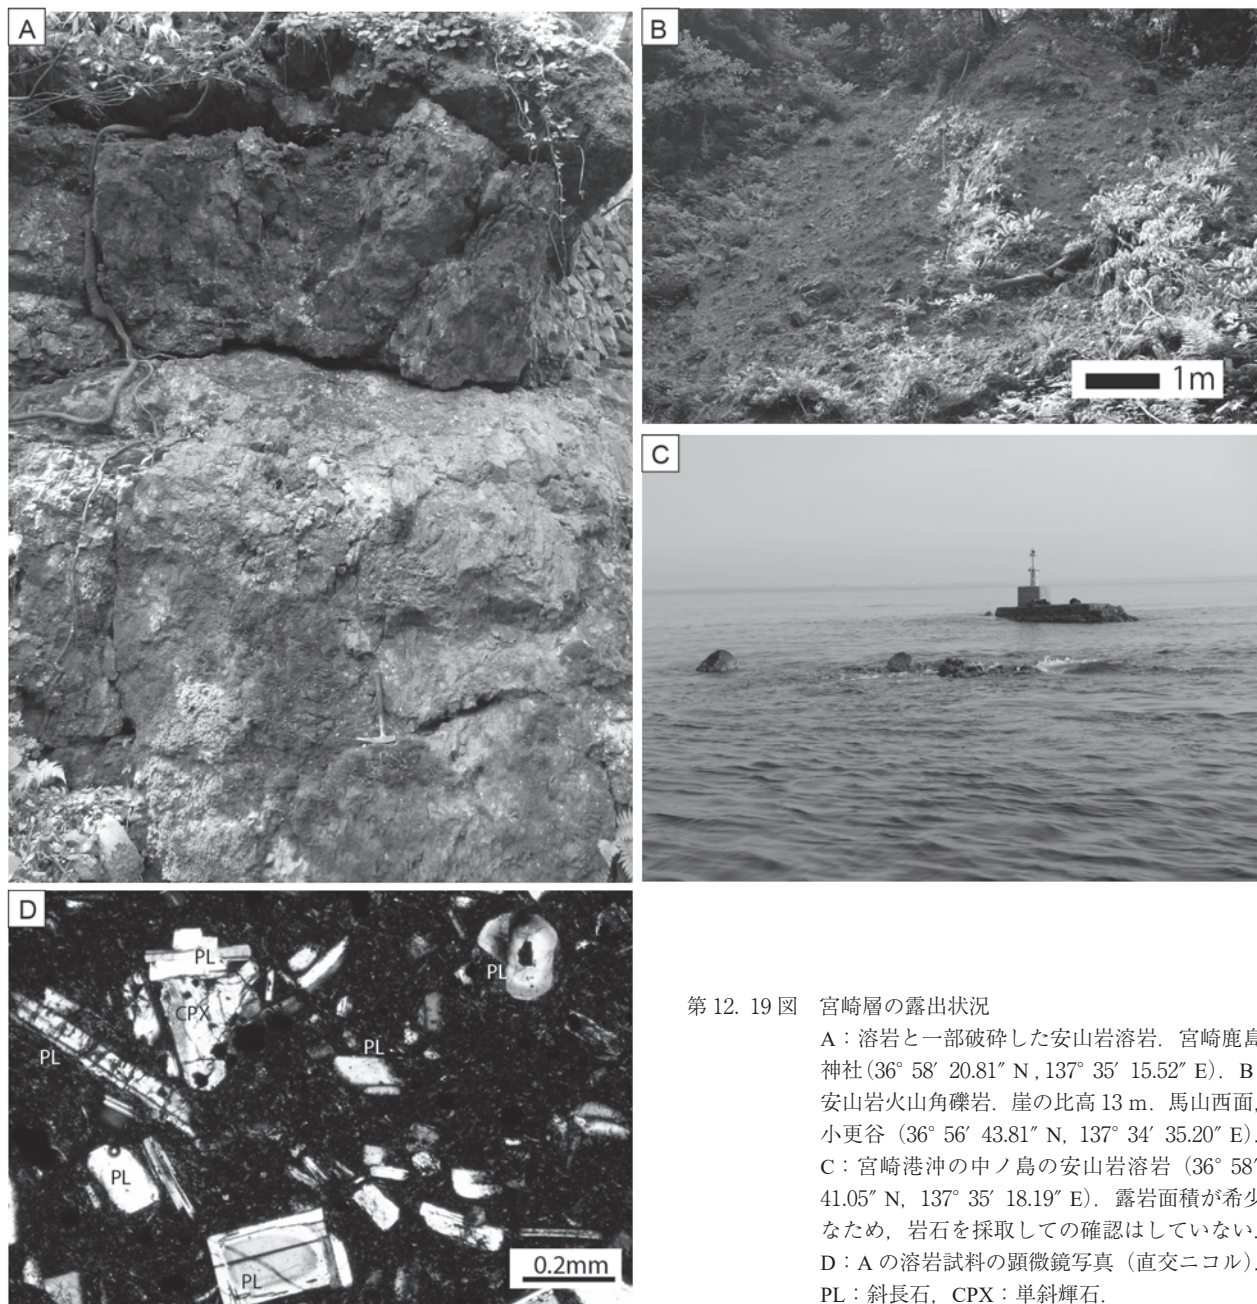 A
B
1m
C
D
PL
CPX
PL
PL
PL
PL
PL
0.2mm
第 12. 19 図 宮崎層の露出状況
A：溶岩と一部破砕した安山岩溶岩．宮崎鹿島
神社(36° 58′ 20.81″ N , 137° 35′ 15.52″ E)．B
安山岩火山角礫岩．崖の比高 13 m．馬山西面，
小更谷（36° 56′ 43.81″ N, 137° 34′ 35.20″ E）．
C：宮崎港沖の中ノ島の安山岩溶岩（36° 58′
41.05″ N, 137° 35′ 18.19″ E）．露岩面積が希少
なため，岩石を採取しての確認はしていない．
D：A の溶岩試料の顕微鏡写真（直交ニコル）．
PL：斜長石，CPX：単斜輝石．